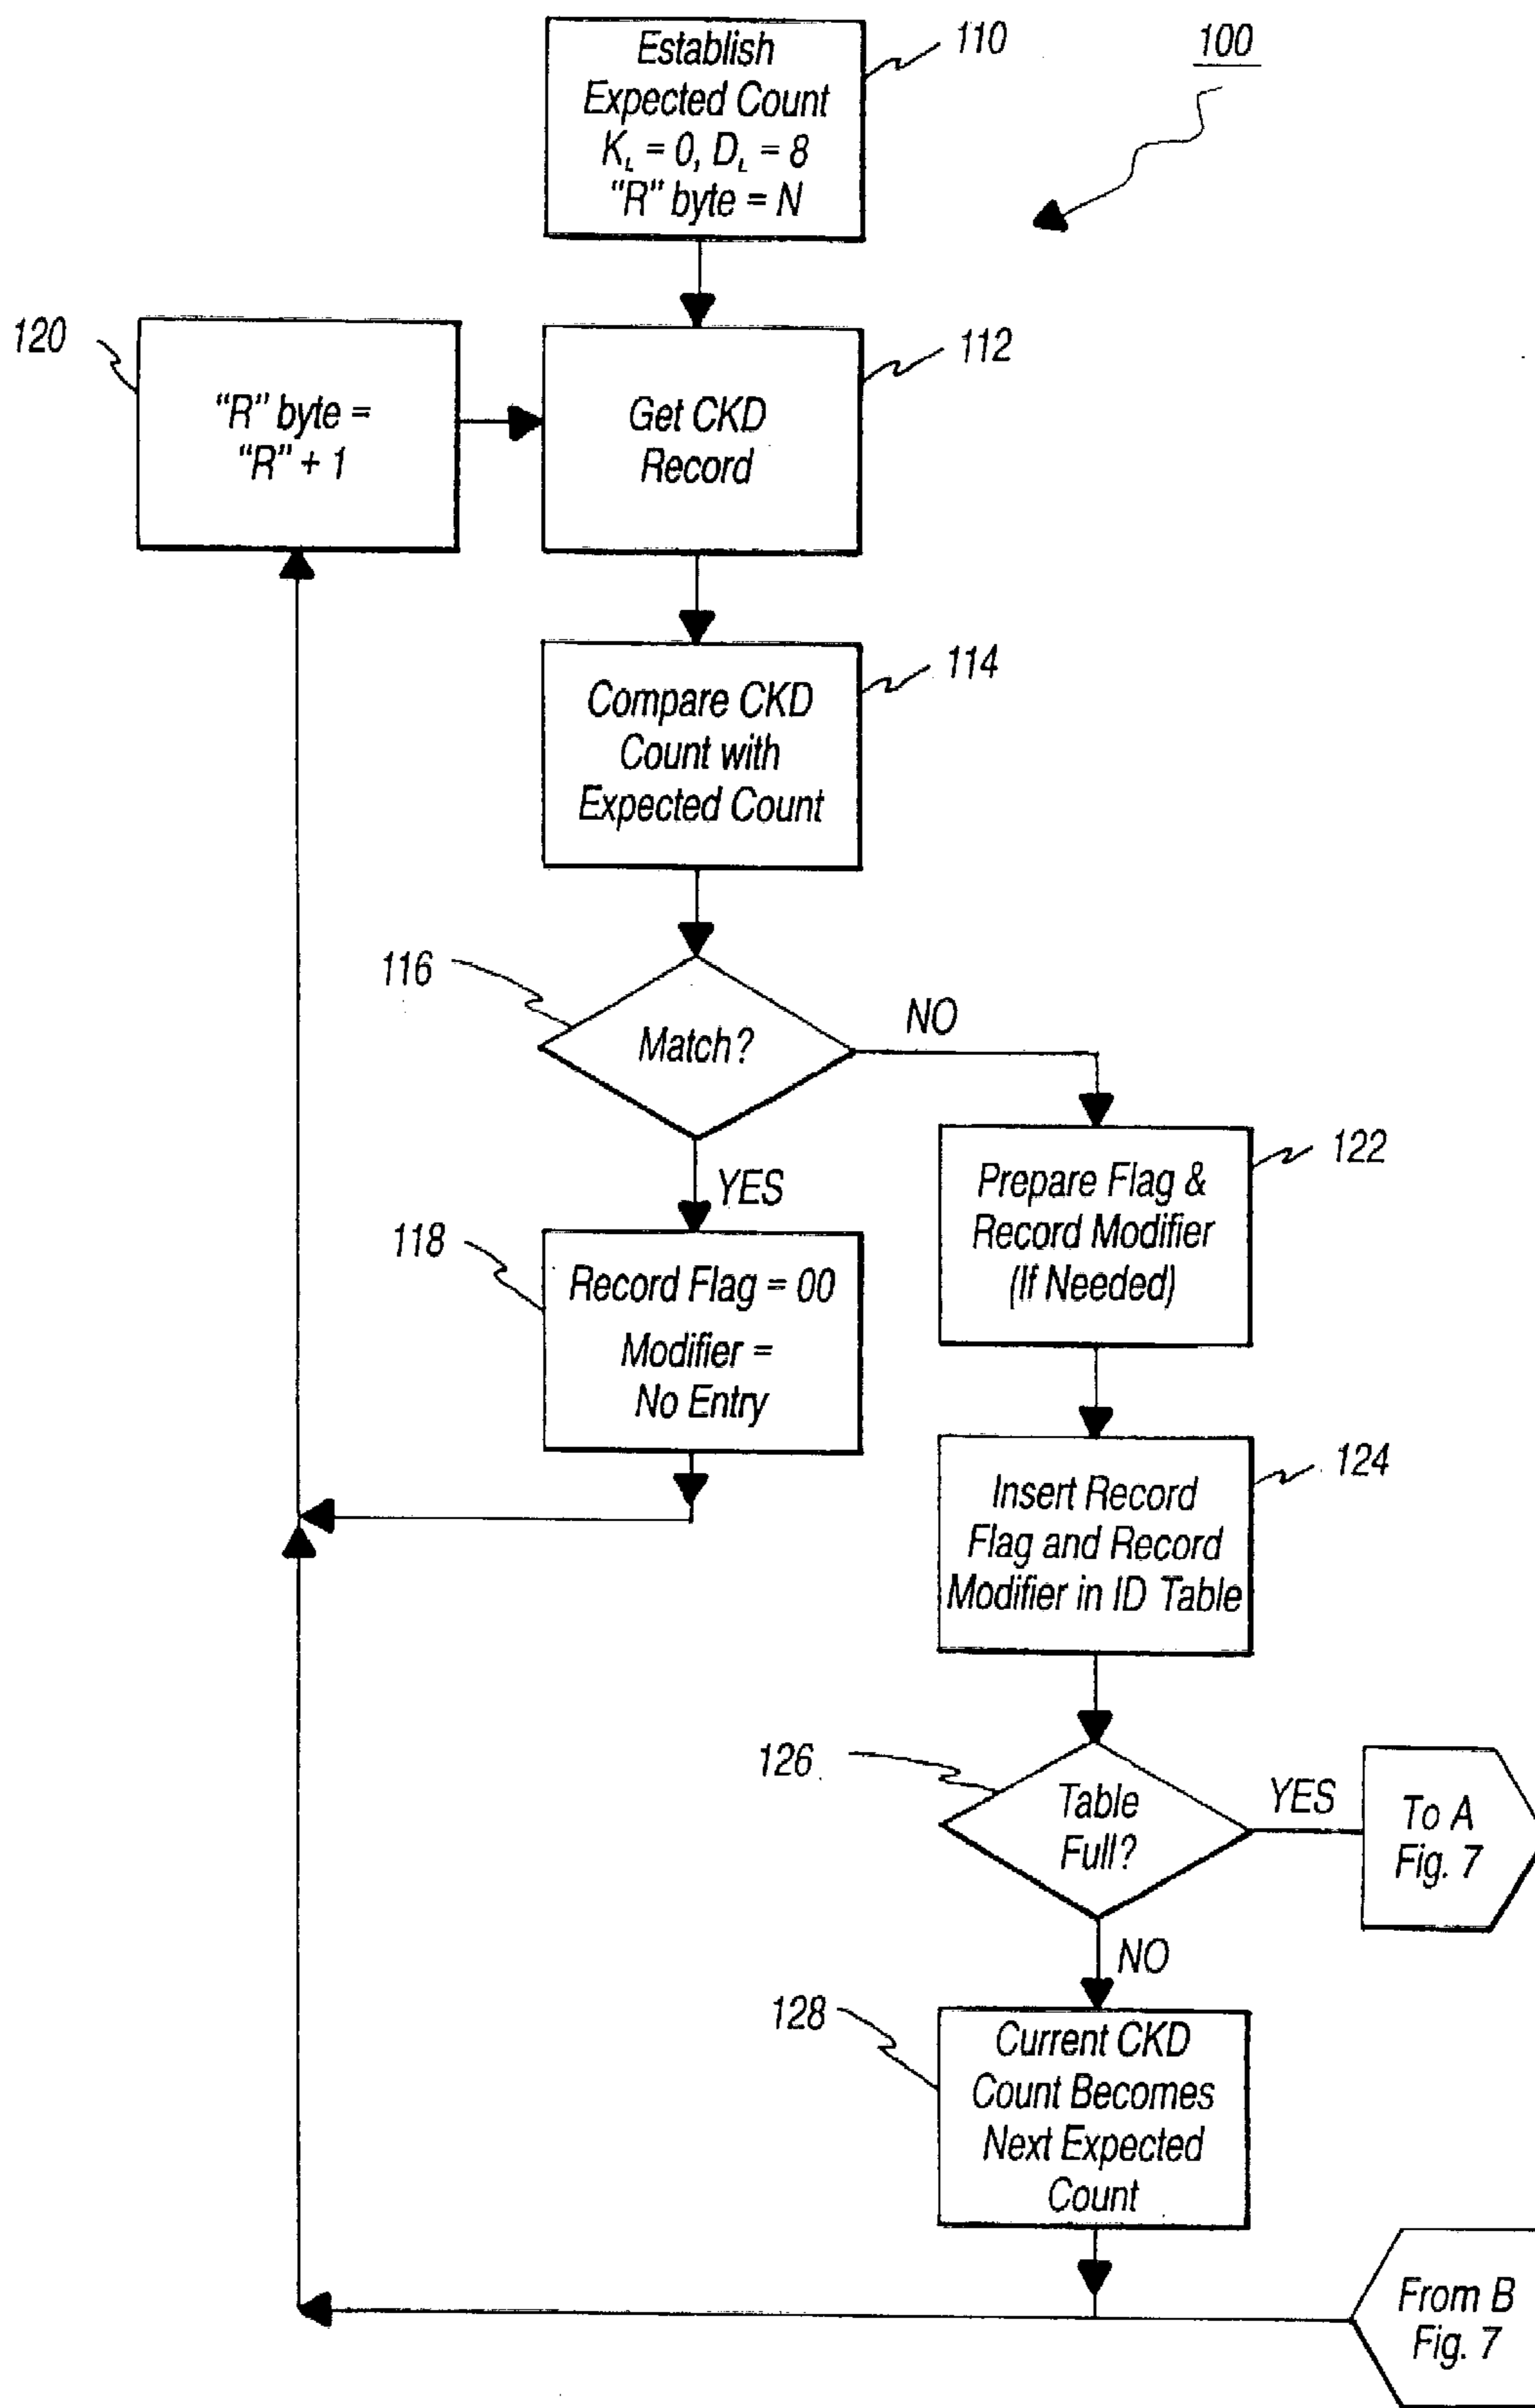 Establish
Expected Count
K_L = 0, D_L = 8
"R" byte = N
110
100
120
"R" byte =
"R" + 1
Get CKD
Record
112
Compare CKD
Count with
Expected Count
114
116
Match?
NO
YES
118
Record Flag = 00
Modifier =
No Entry
Prepare Flag &
Record Modifier
(If Needed)
122
Insert Record
Flag and Record
Modifier in ID Table
124
126
Table
Full?
YES
To A
Fig. 7
NO
128
Current CKD
Count Becomes
Next Expected
Count
From B
Fig. 7